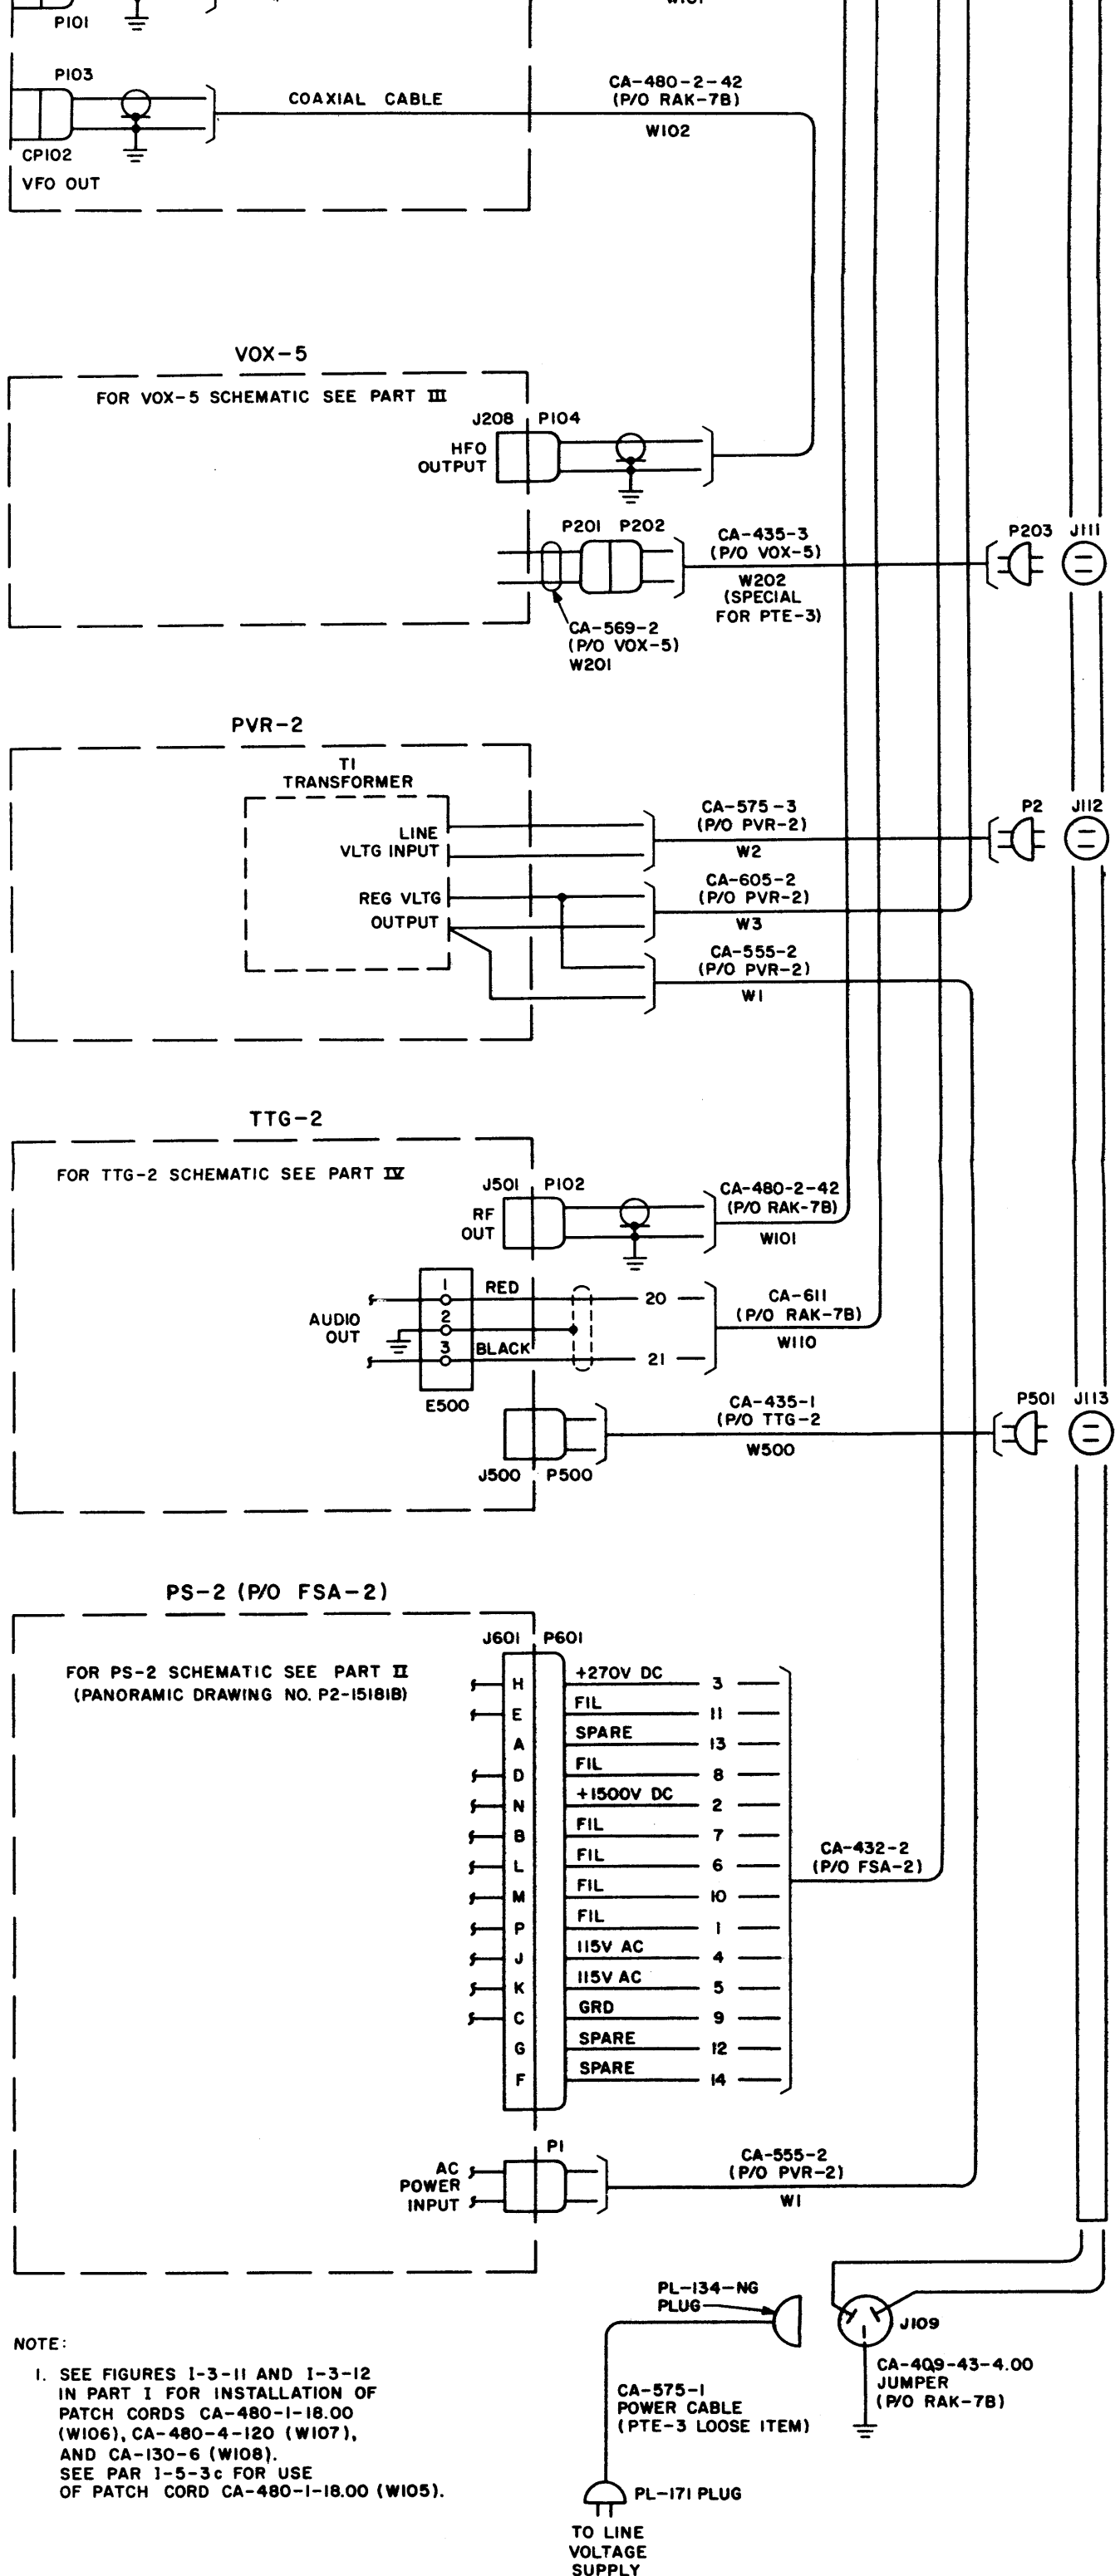 W101
P101
P103
COAXIAL CABLE
CA-480-2-42
(P/O RAK-7B)
W102
CP102
VFO OUT
VOX-5
FOR VOX-5 SCHEMATIC SEE PART III
J208 P104
HFO
OUTPUT
P201 P202
CA-435-3
(P/O VOX-5)
W202
(SPECIAL
FOR PTE-3)
P203 J111
CA-569-2
(P/O VOX-5)
W201
PVR-2
T1
TRANSFORMER
LINE
VLTG INPUT
REG VLTG
OUTPUT
CA-575-3
(P/O PVR-2)
W2
P2 J112
CA-605-2
(P/O PVR-2)
W3
CA-555-2
(P/O PVR-2)
W1
TTG-2
FOR TTG-2 SCHEMATIC SEE PART IV
J501 P102
RF
OUT
CA-480-2-42
(P/O RAK-7B)
W101
AUDIO
OUT
1 RED 20
2
3 BLACK 21
E500
CA-611
(P/O RAK-7B)
W110
J500 P500
CA-435-1
(P/O TTG-2
W500
P501 J113
PS-2 (P/O FSA-2)
FOR PS-2 SCHEMATIC SEE PART II
(PANORAMIC DRAWING NO. P2-15181B)
J601 P601
H +270V DC 3
E FIL 11
A SPARE 13
D FIL 8
N +1500V DC 2
B FIL 7
L FIL 6
M FIL 10
P FIL 1
J 115V AC 4
K 115V AC 5
C GRD 9
G SPARE 12
F SPARE 14
CA-432-2
(P/O FSA-2)
AC
POWER
INPUT
P1
CA-555-2
(P/O PVR-2)
W1
PL-134-NG
PLUG
J109
CA-409-43-4.00
JUMPER
(P/O RAK-7B)
CA-575-1
POWER CABLE
(PTE-3 LOOSE ITEM)
PL-171 PLUG
TO LINE
VOLTAGE
SUPPLY
NOTE:
1. SEE FIGURES 1-3-11 AND 1-3-12
IN PART I FOR INSTALLATION OF
PATCH CORDS CA-480-1-18.00
(W106), CA-480-4-120 (W107),
AND CA-130-6 (W108).
SEE PAR 1-5-3c FOR USE
OF PATCH CORD CA-480-1-18.00 (W105).